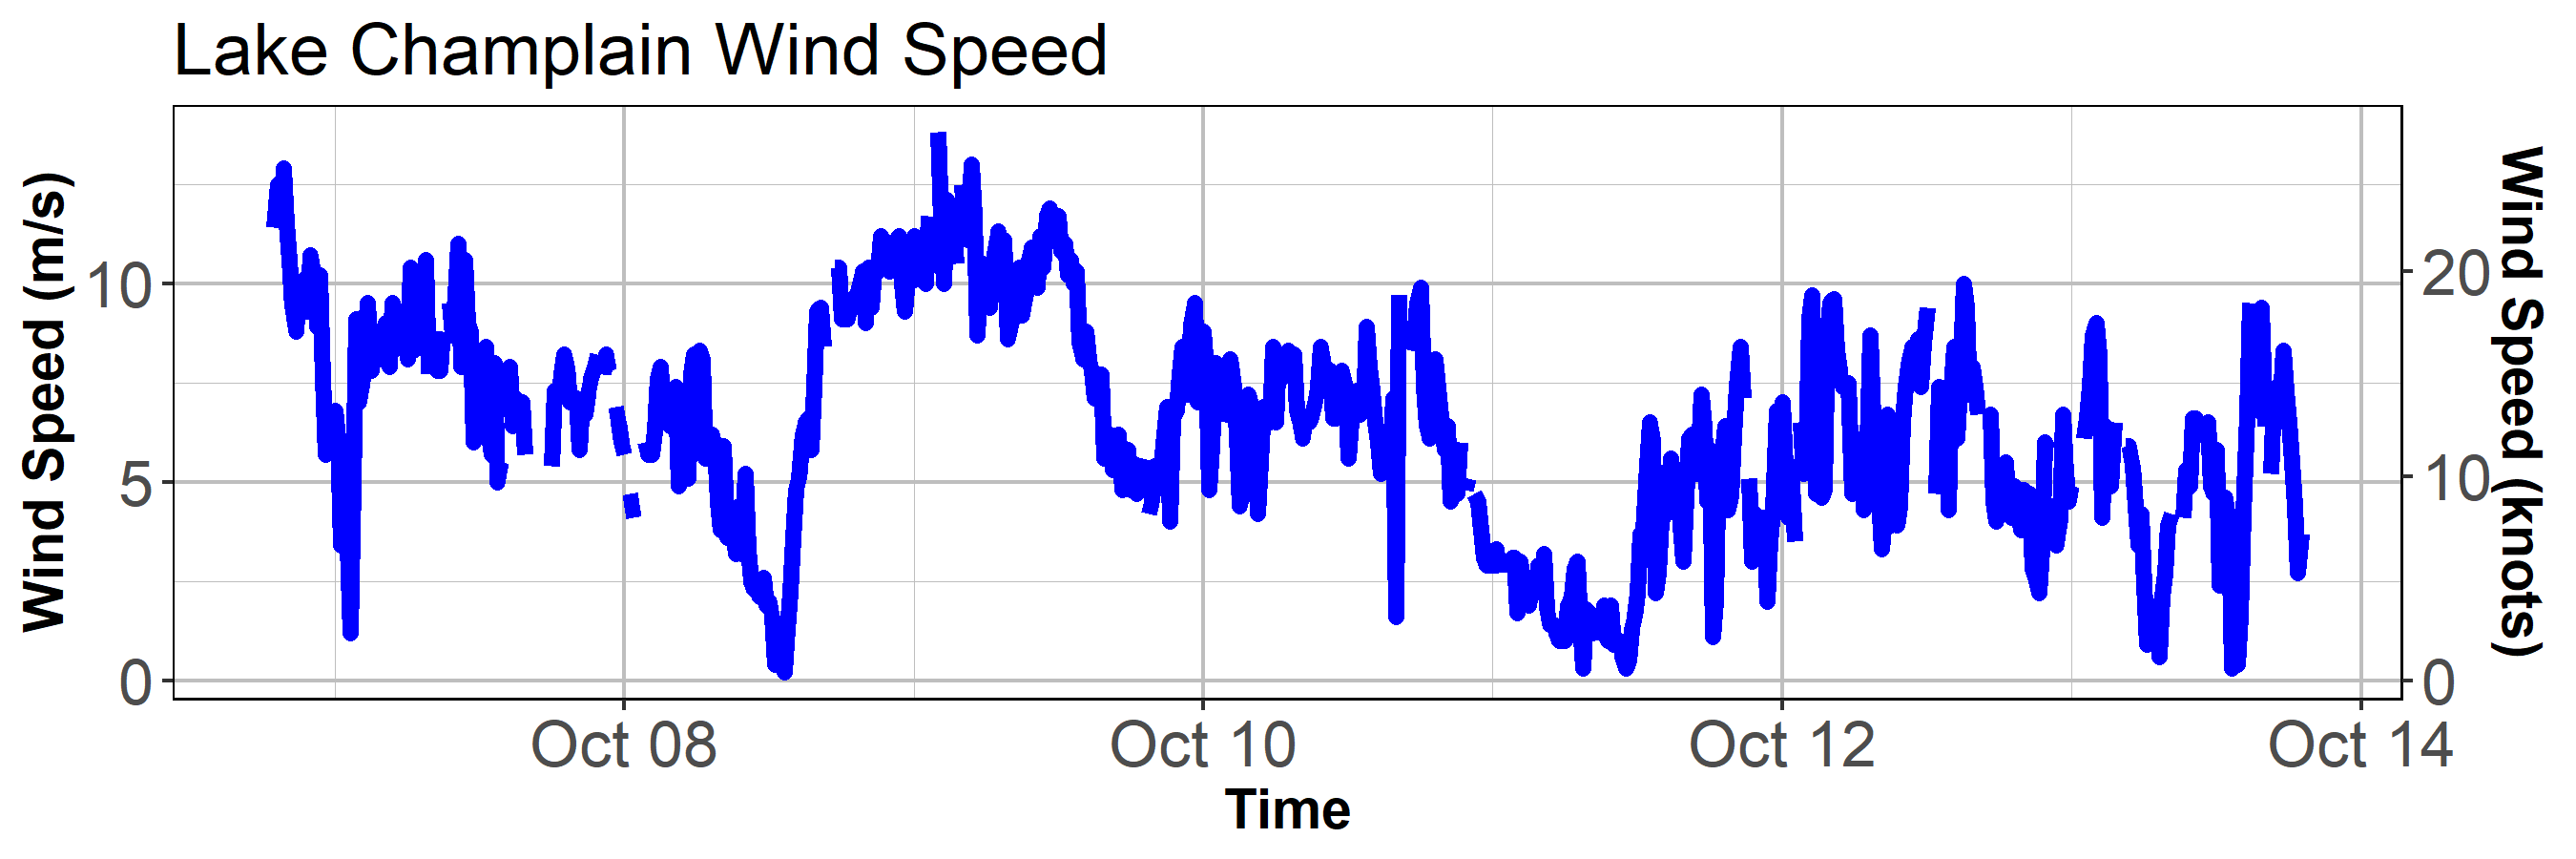 Lake Champlain Wind Speed
Wind Speed (m/s)
10
5
0
20
10
0
Wind Speed (knots)
Oct 08
Oct 10
Oct 12
Oct 14
Time